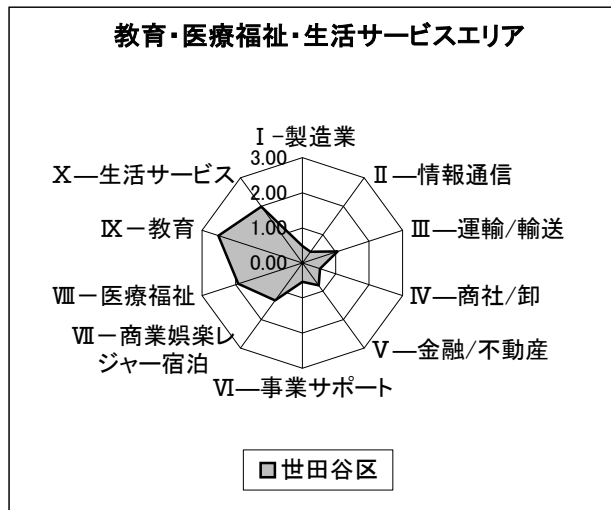 教育・医療福祉・生活サービスエリア
Ⅰ-製造業
3.00
Ⅹ―生活サービス
Ⅱ―情報通信
2.00
Ⅸ－教育
Ⅲ―運輸/輸送
1.00
0.00
Ⅷ－医療福祉
Ⅳ―商社/卸
Ⅶ－商業娯楽レ
ジャー宿泊
Ⅴ―金融/不動産
Ⅵ―事業サポート
世田谷区